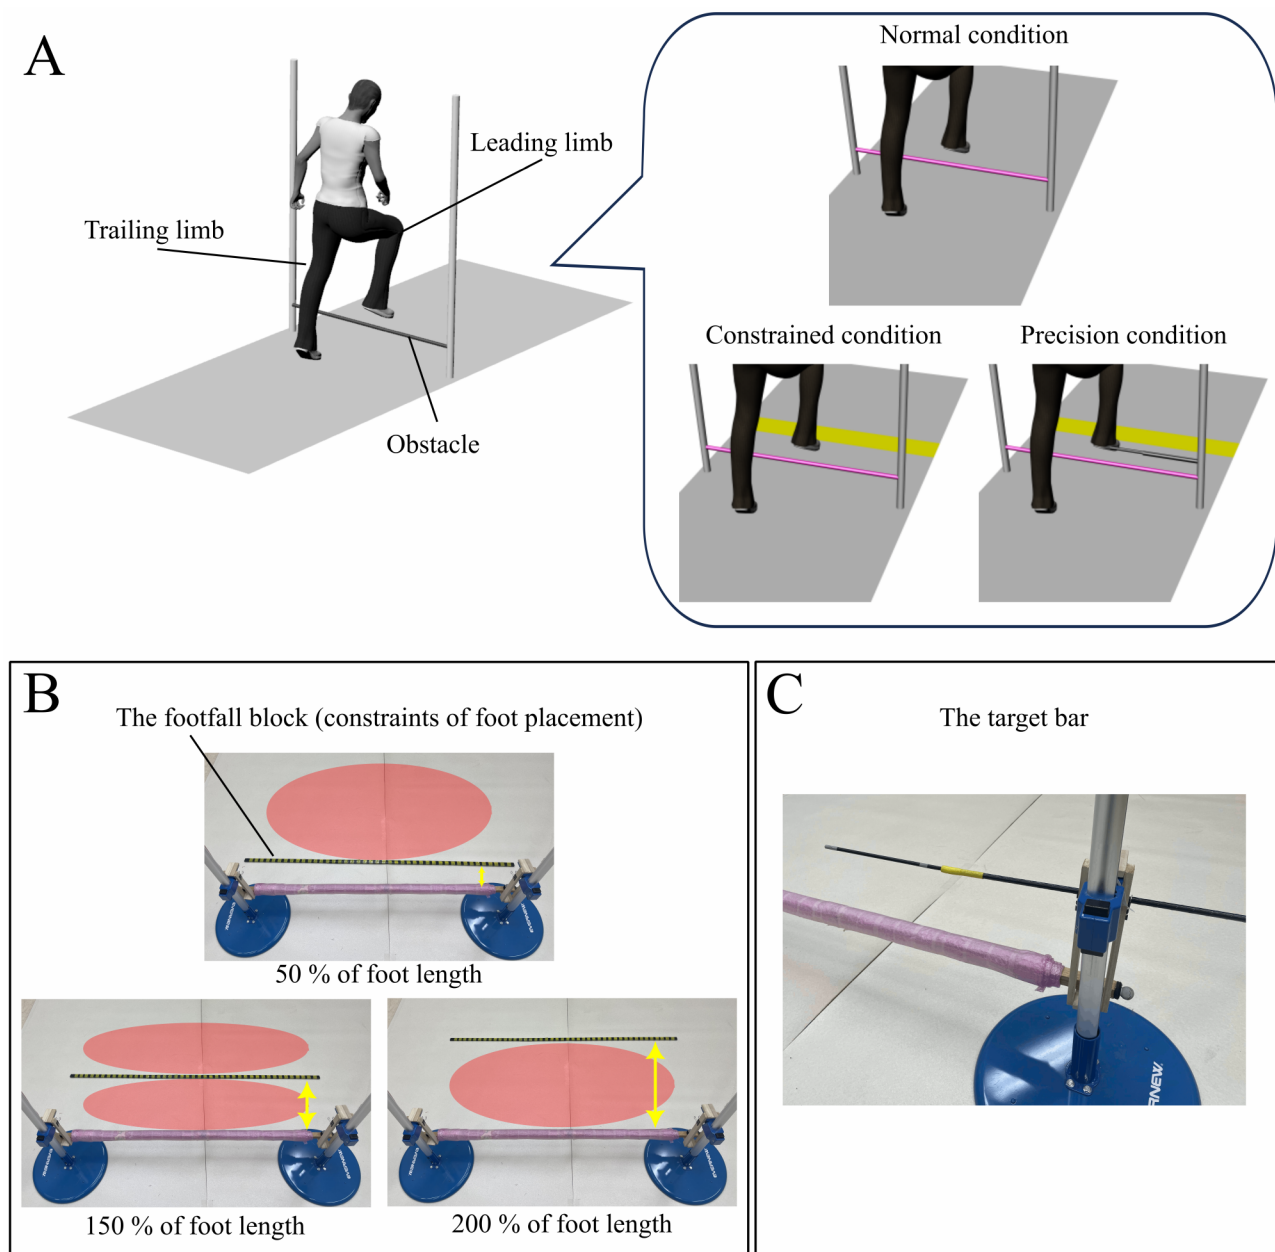 A
Normal condition
Leading limb
Trailing limb
Constrained condition
Precision condition
Obstacle
B
The footfall block (constraints of foot placement)
50 % of foot length
150 % of foot length
200 % of foot length
C
The target bar